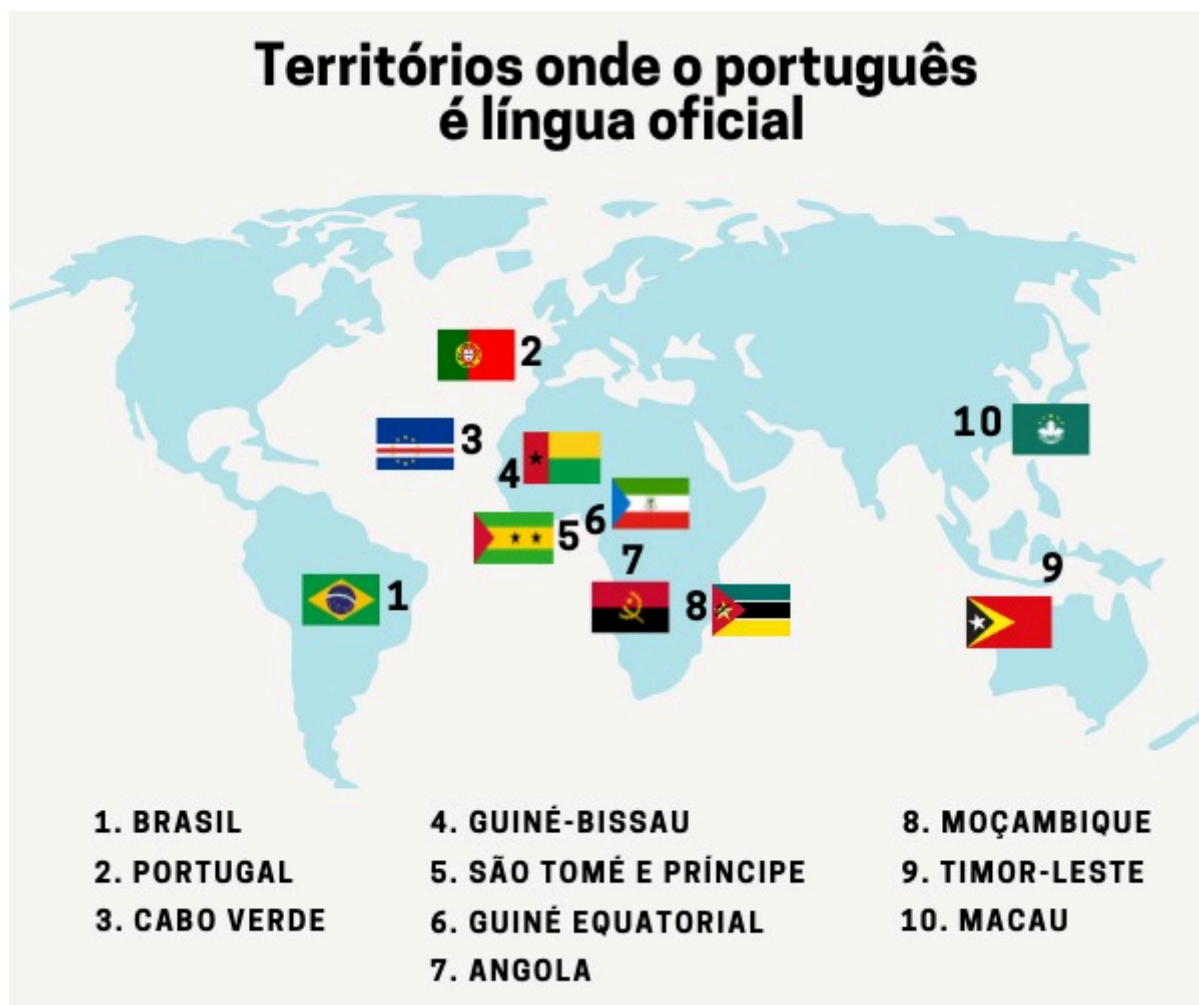 Territórios onde o português
é língua oficial
2
3
10
4
6
5
7
9
1
8
1. BRASIL
2. PORTUGAL
3. CABO VERDE
4. GUINÉ-BISSAU
5. SÃO TOMÉ E PRÍNCIPE
6. GUINÉ EQUATORIAL
7. ANGOLA
8. MOÇAMBIQUE
9. TIMOR-LESTE
10. MACAU